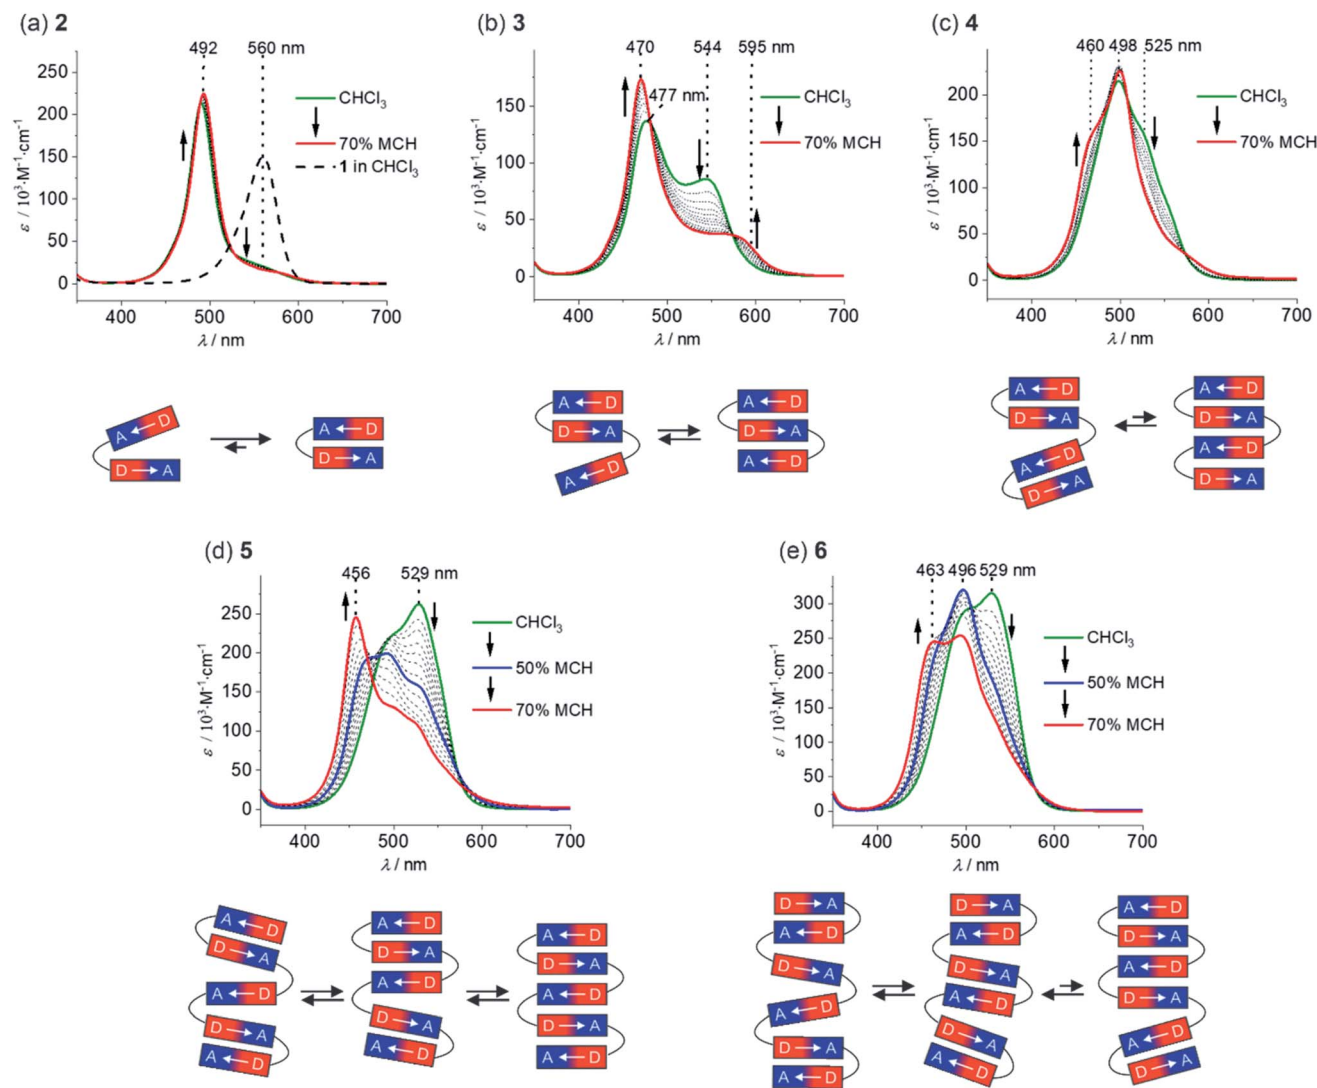 (a) 2
492 560 nm
250
200
150
100
50
0
ε / 10³·M⁻¹·cm⁻¹
CHCl₃
70% MCH
1 in CHCl₃
400 500 600 700
λ / nm
(b) 3
470 544 595 nm
477 nm
150
100
50
0
ε / 10³·M⁻¹·cm⁻¹
CHCl₃
70% MCH
400 500 600 700
λ / nm
(c) 4
460 498 525 nm
200
150
100
50
0
ε / 10³·M⁻¹·cm⁻¹
CHCl₃
70% MCH
400 500 600 700
λ / nm
A D
D A
A D
D A
A D
D A
A D
A D
D A
A D
A D
D A
A D
D A
A D
D A
A D
D A
(d) 5
456 529 nm
250
200
150
100
50
0
ε / 10³·M⁻¹·cm⁻¹
CHCl₃
50% MCH
70% MCH
400 500 600 700
λ / nm
(e) 6
463 496 529 nm
300
250
200
150
100
50
0
ε / 10³·M⁻¹·cm⁻¹
CHCl₃
50% MCH
70% MCH
400 500 600 700
λ / nm
A D
D A
A D
D A
A D
A D
D A
A D
D A
A D
A D
D A
A D
D A
A D
D A
A D
D A
A D
D A
A D
D A
A D
D A
A D
D A
A D
A D
D A
A D
D A
A D
D A